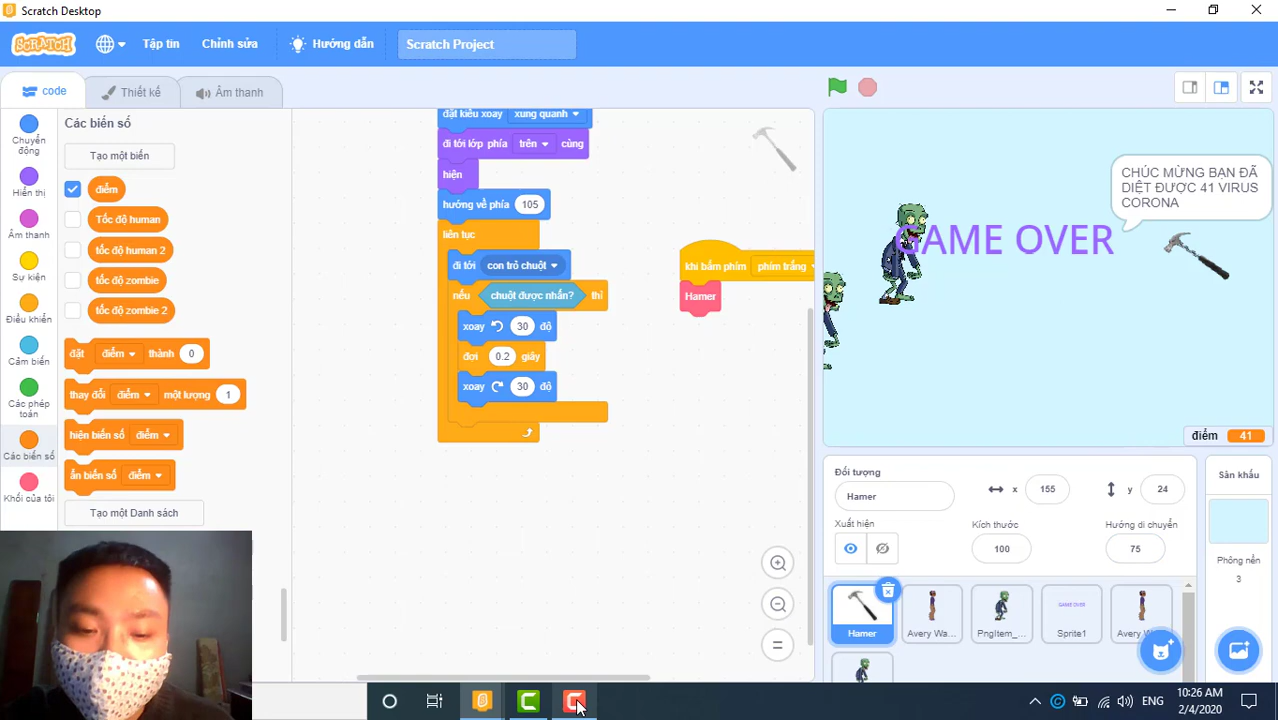 Scratch Desktop
SCRATCH
Tập tin
Chỉnh sửa
Hướng dẫn
Scratch Project
code
Thiết kế
Âm thanh
Chuyển động
Hiển thị
Âm thanh
Sự kiện
Điều khiển
Cảm biến
Các phép toán
Các biến số
Khối của tôi
Các biến số
Tạo một biến
điểm
Tốc độ human
tốc độ human 2
tốc độ zombie
tốc độ zombie 2
đặt điểm thành 0
thay đổi điểm một lượng 1
hiện biến số điểm
ẩn biến số điểm
Tạo một Danh sách
đặt kiểu xoay xung quanh
đi tới lớp phía trên cùng
hiện
hướng về phía 105
liên tục
đi tới con trỏ chuột
nếu chuột được nhấn? thì
xoay 30 độ
đợi 0.2 giây
xoay 30 độ
khi bấm phím phím trắng
Hamer
CHÚC MỪNG BẠN ĐÃ
DIỆT ĐƯỢC 41 VIRUS
CORONA
GAME OVER
điểm 41
Đối tượng
Hamer
x 155
y 24
Xuất hiện
Kích thước
100
Hướng di chuyển
75
Sân khấu
Phông nền
3
Hamer
Avery Wa...
PngItem_...
GAME OVER
Sprite1
Avery W...
ENG
10:26 AM
2/4/2020